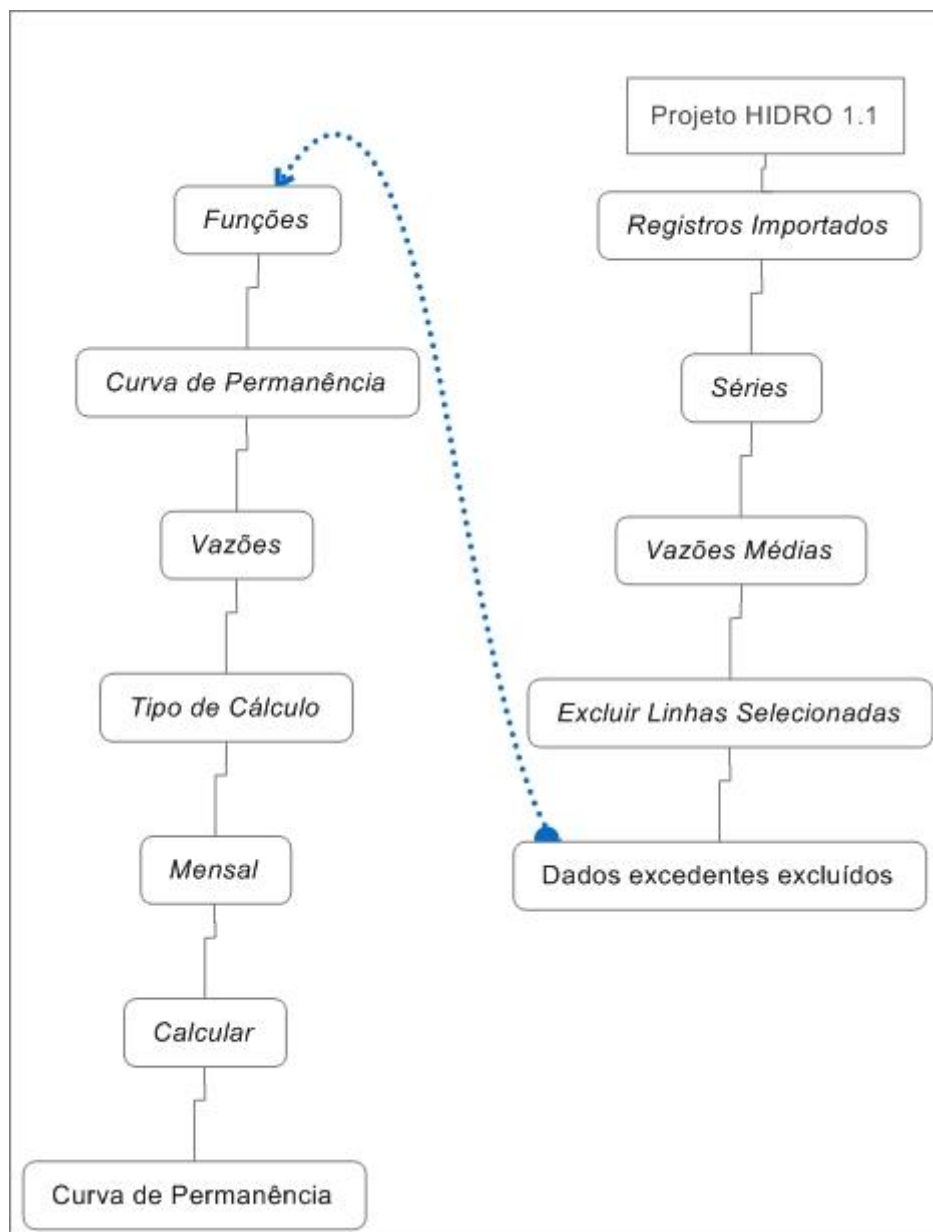 Projeto HIDRO 1.1
Registros Importados
Séries
Vazões Médias
Excluir Linhas Selecionadas
Dados excedentes excluídos
Funções
Curva de Permanência
Vazões
Tipo de Cálculo
Mensal
Calcular
Curva de Permanência